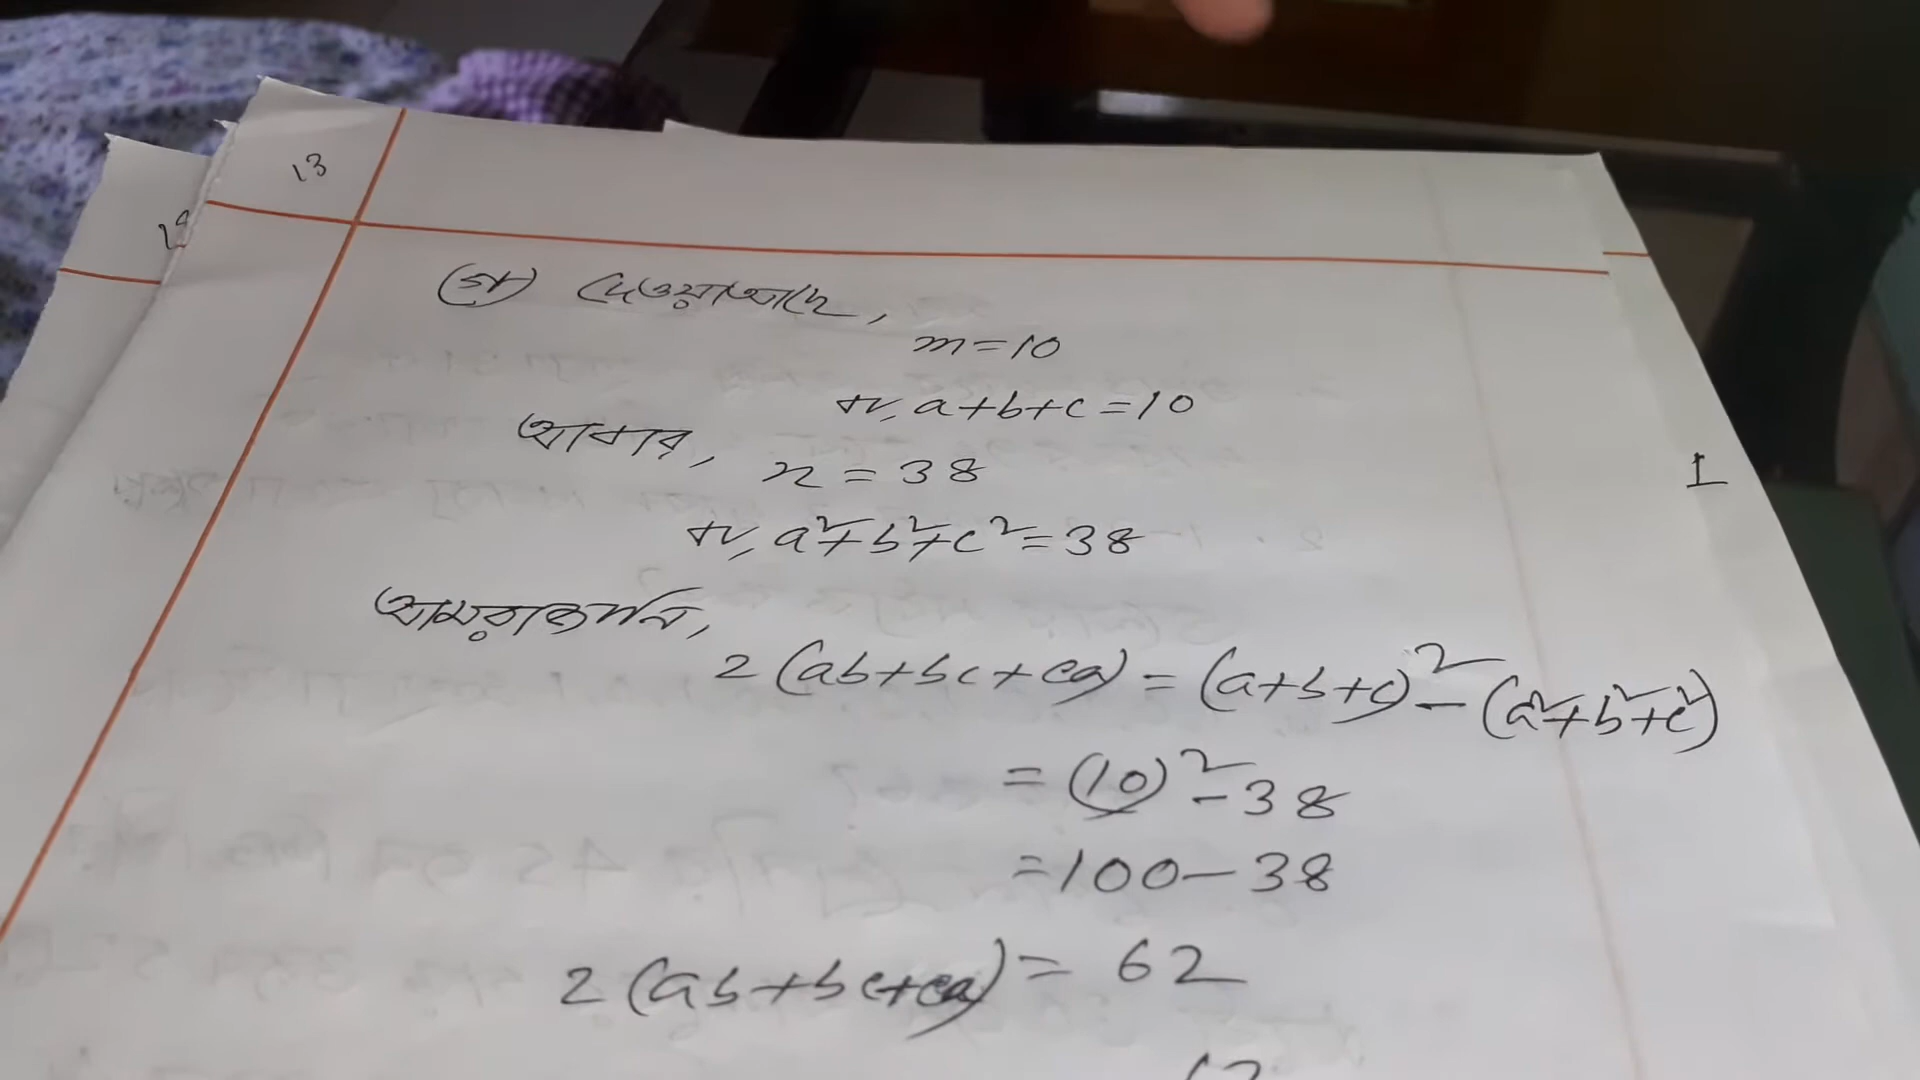 13
(গ) দেওয়া আছে,
m=10
বা, a+b+c=10
আবার, n=38
বা, a²+b²+c²=38
আমরা জানি,
2(ab+bc+ca)=(a+b+c)²-(a²+b²+c²)
=(10)²-38
=100-38
2(ab+bc+ca)=62